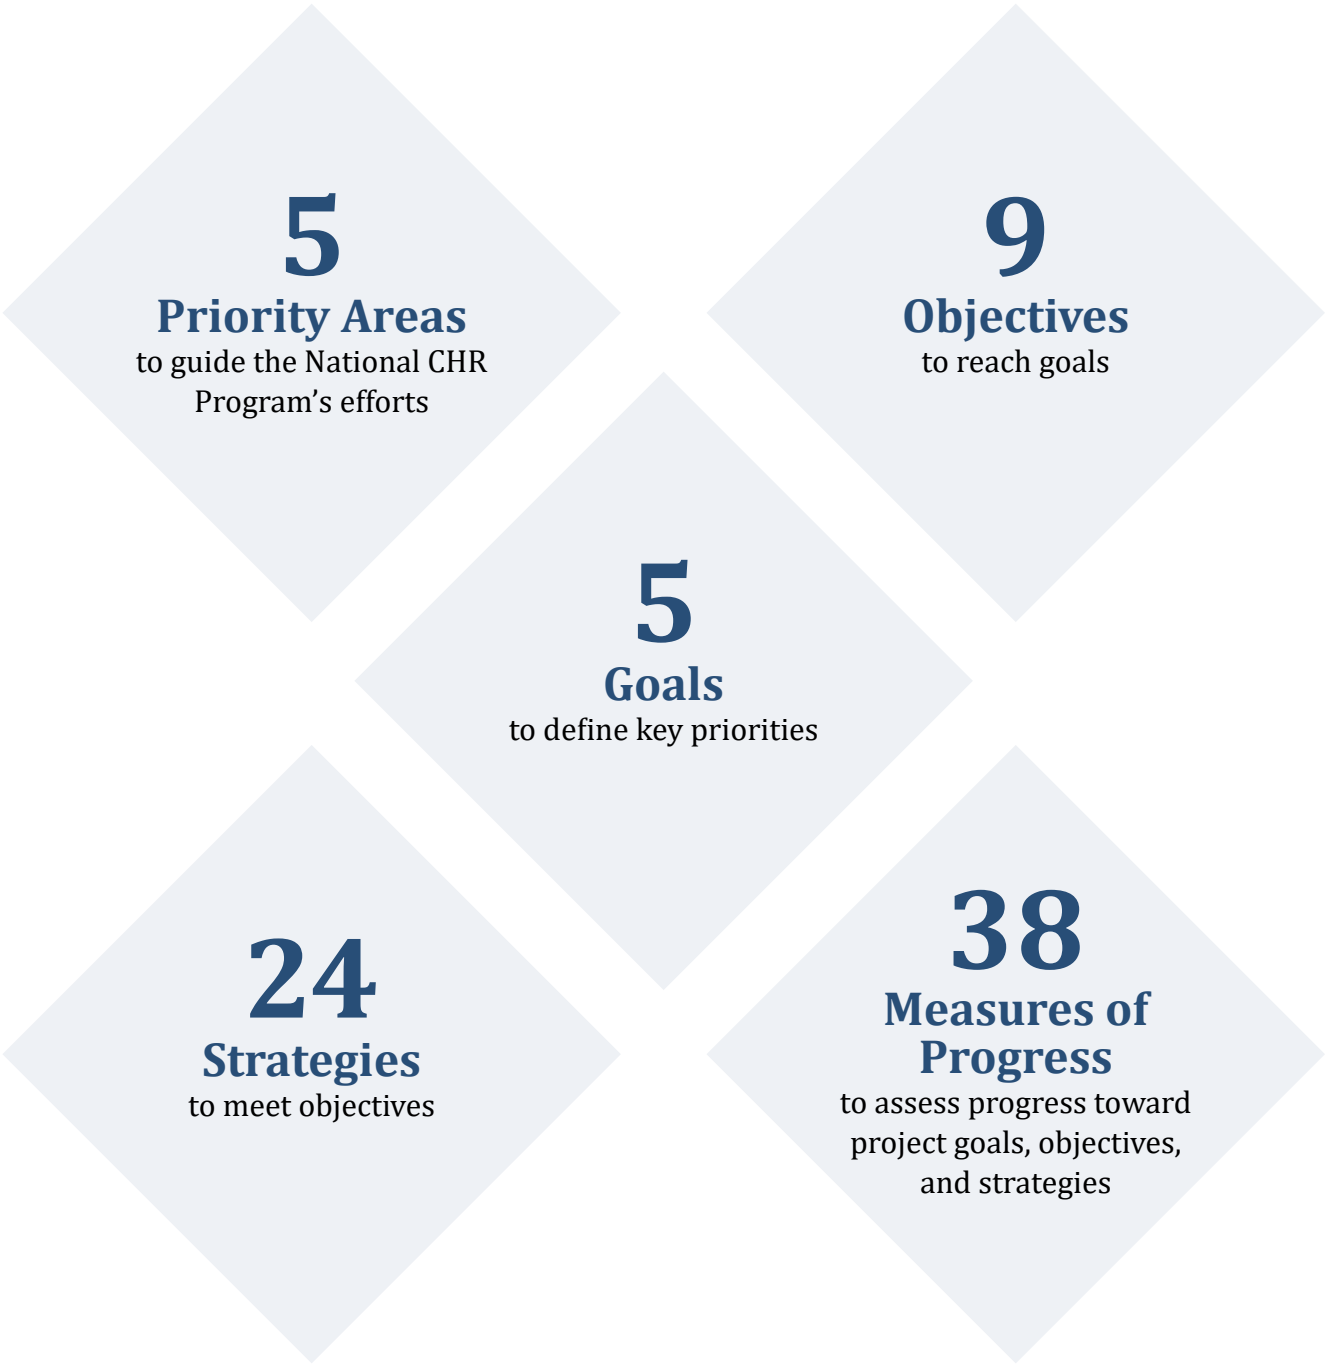 5
Priority Areas
to guide the National CHR
Program’s efforts
9
Objectives
to reach goals
5
Goals
to define key priorities
24
Strategies
to meet objectives
38
Measures of
Progress
to assess progress toward
project goals, objectives,
and strategies